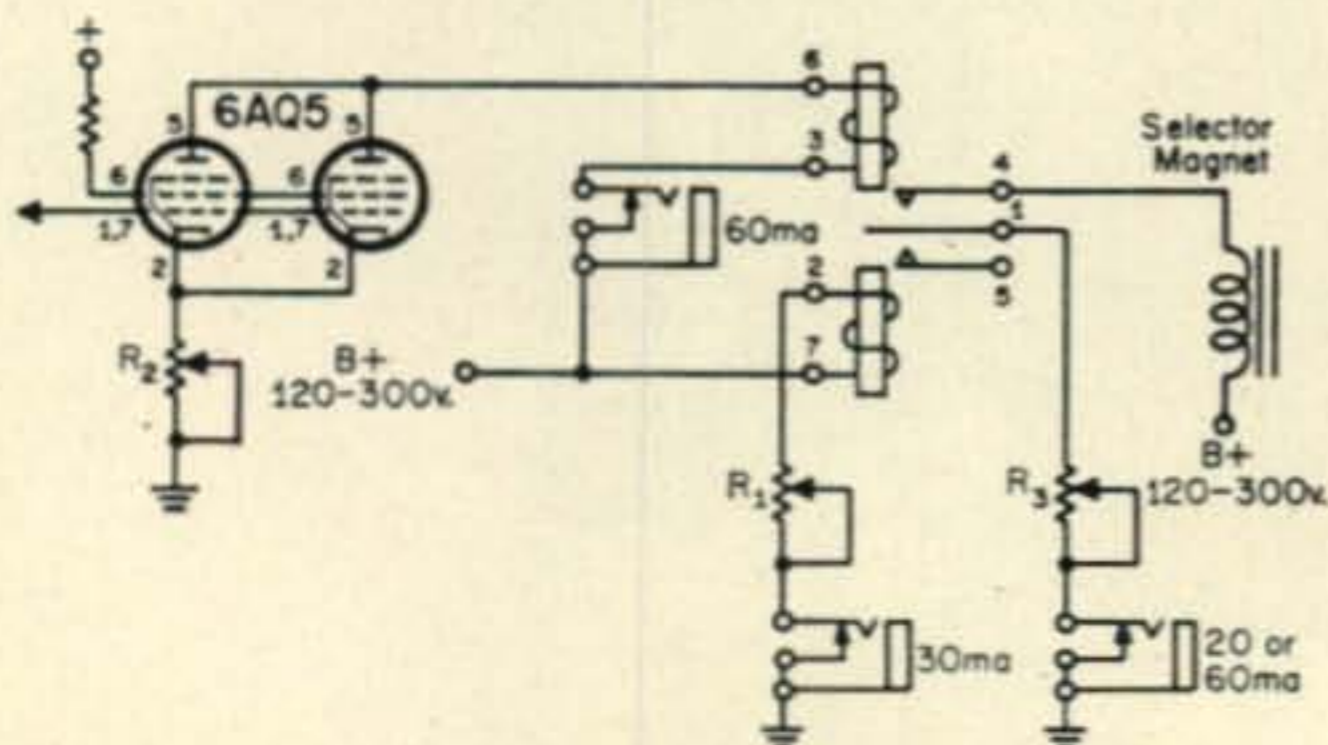 +
6AQ5
5
5
6
6
1,7
1,7
2
2
R2
B+
120-300v.
60ma
6
3
2
7
4
1
5
Selector
Magnet
B+
120-300v.
R1
R3
30ma
20 or
60ma